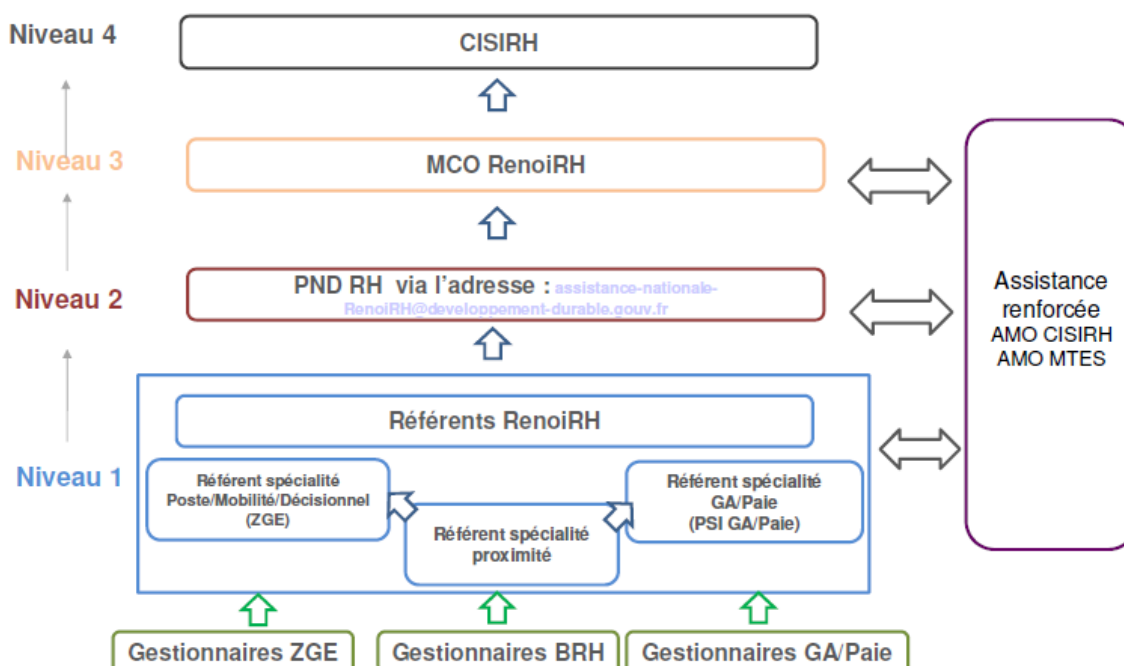 Niveau 4
CISIRH
Niveau 3
MCO RenoiRH
Niveau 2
PND RH via l'adresse : assistance-nationale-
RenoiRH@developpement-durable.gouv.fr
Assistance
renforcée
AMO CISIRH
AMO MTES
Niveau 1
Référents RenoiRH
Référent spécialité
Poste/Mobilité/Décisionnel
(ZGE)
Référent spécialité
proximité
Référent spécialité
GA/Paie
(PSI GA/Paie)
Gestionnaires ZGE
Gestionnaires BRH
Gestionnaires GA/Paie